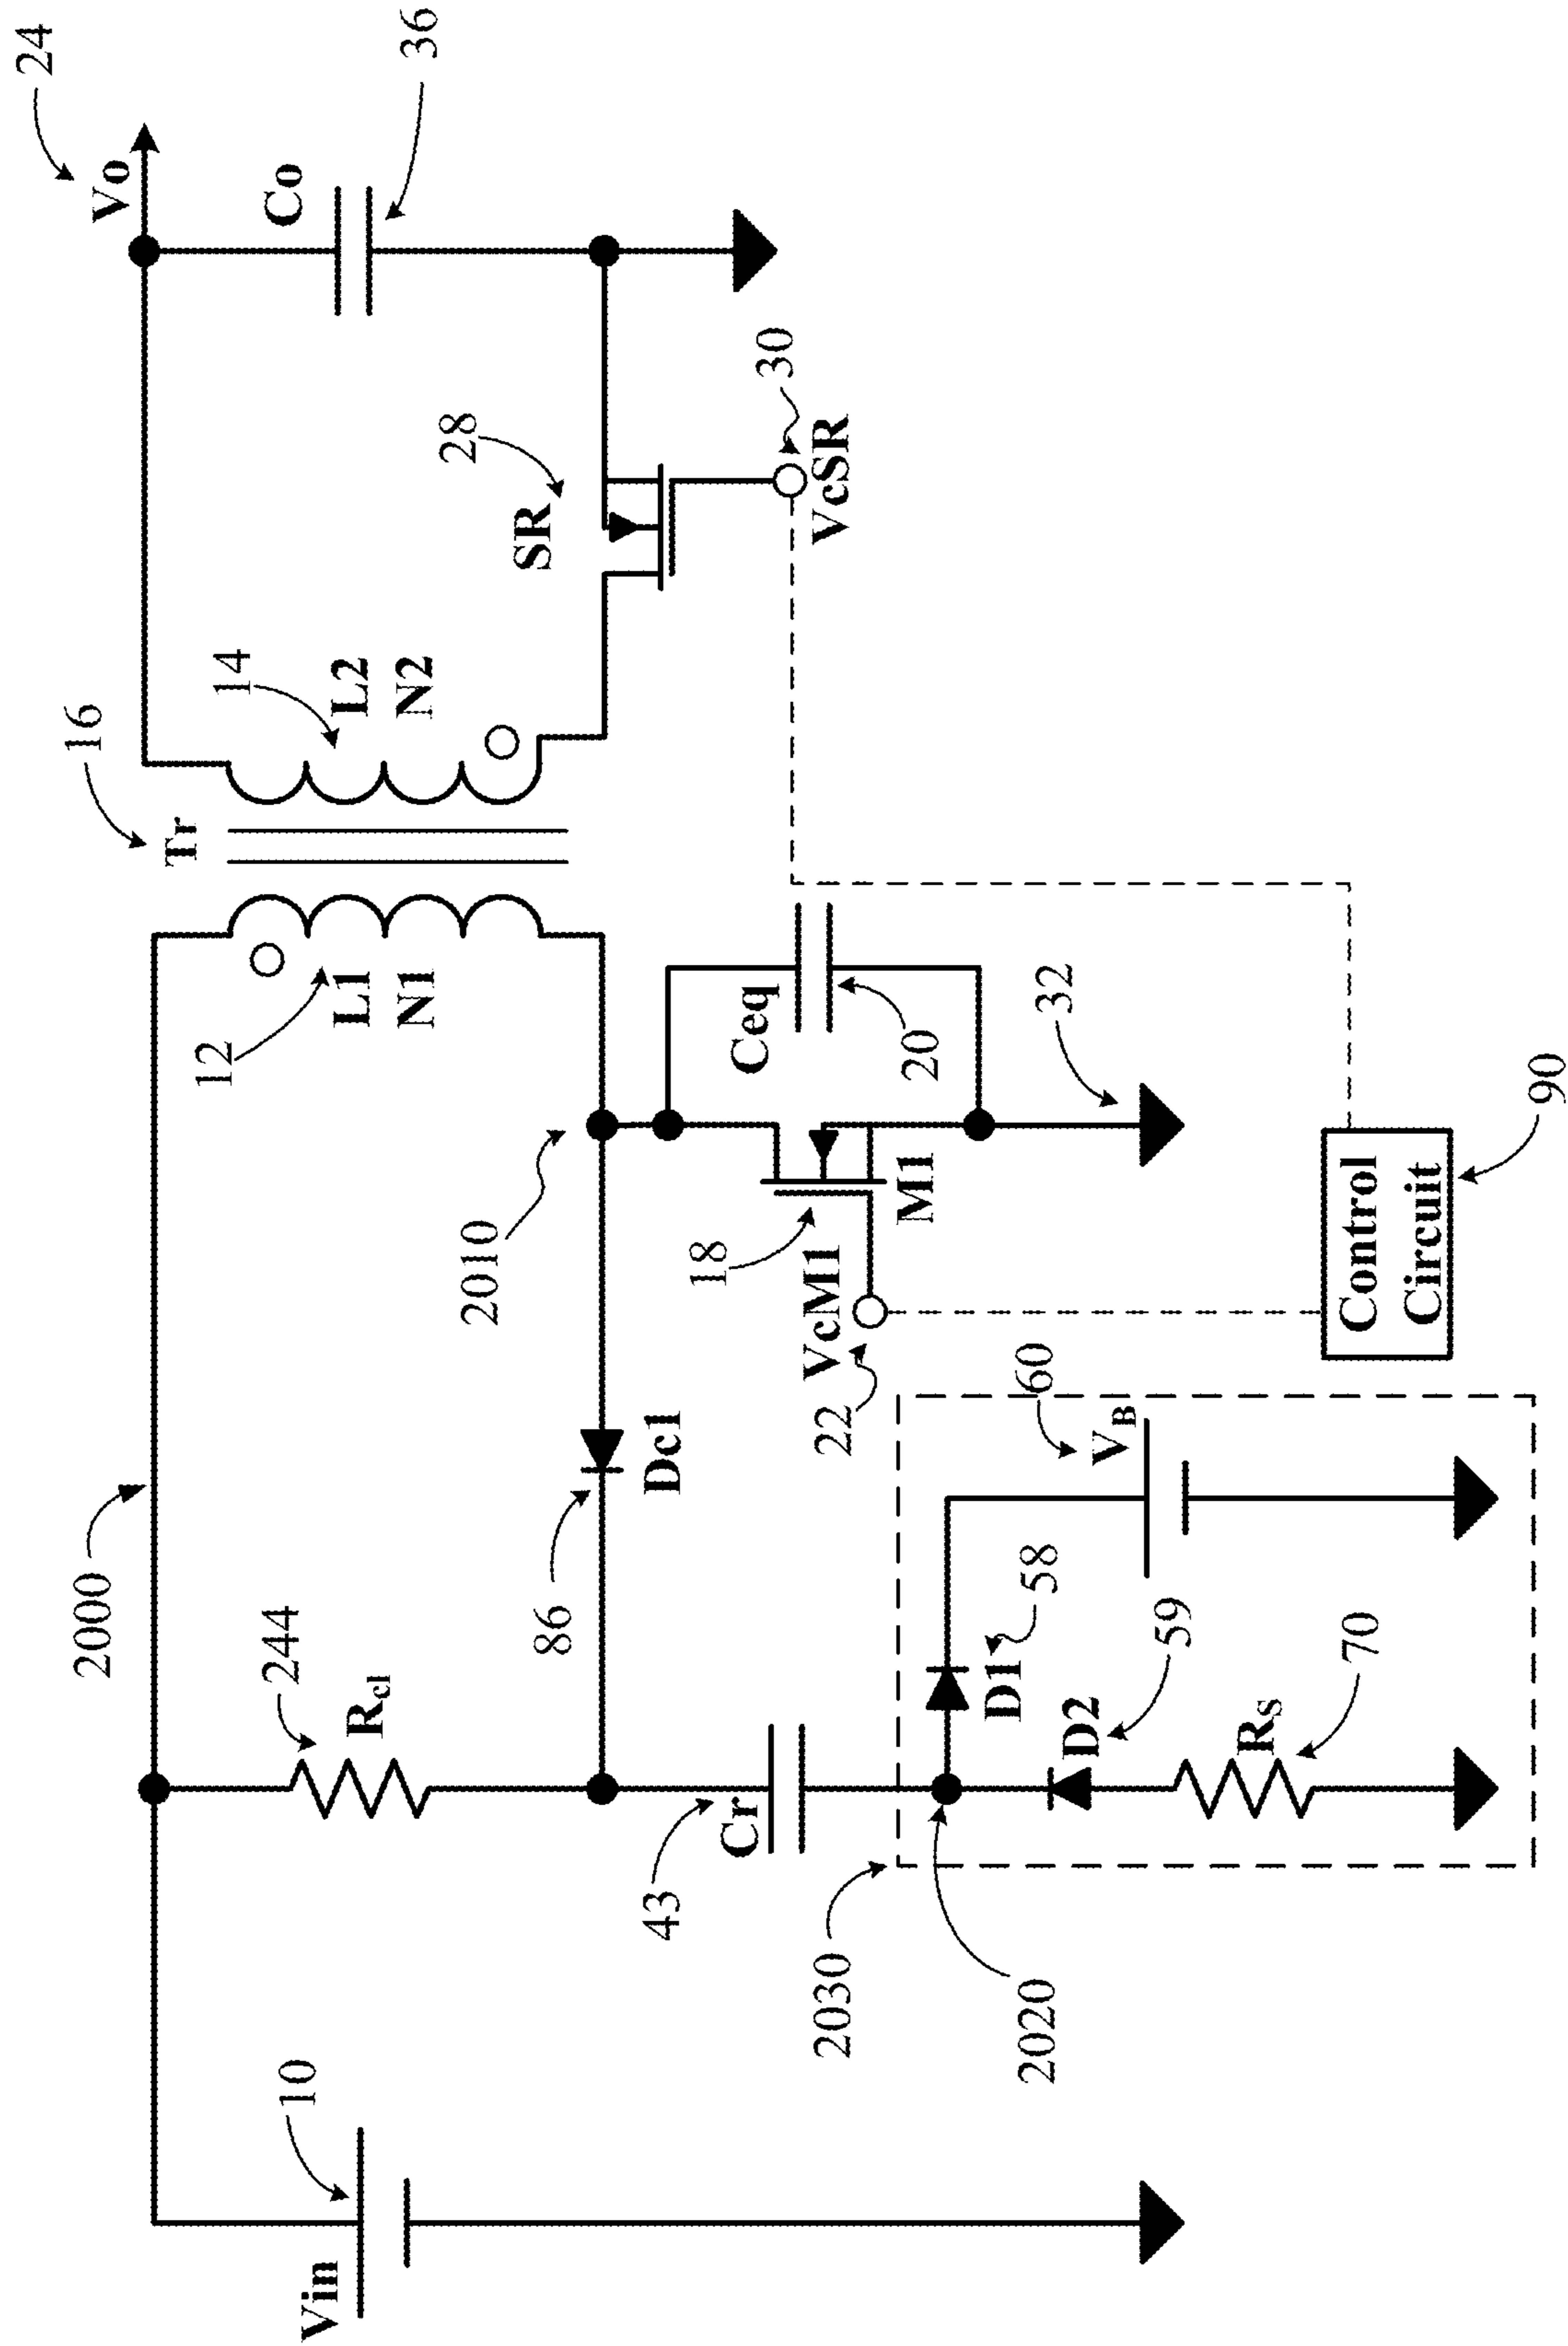 24
Vo
Co
36
16
Tr
14
L2
N2
SR
28
30
VcSR
12
L1
N1
2000
2010
Ceq
20
32
18
M1
VcM1
22
Control
Circuit
90
244
Rcl
86
Dc1
Cr
43
D1
58
D2
59
60
VB
RS
70
2030
2020
10
Vin